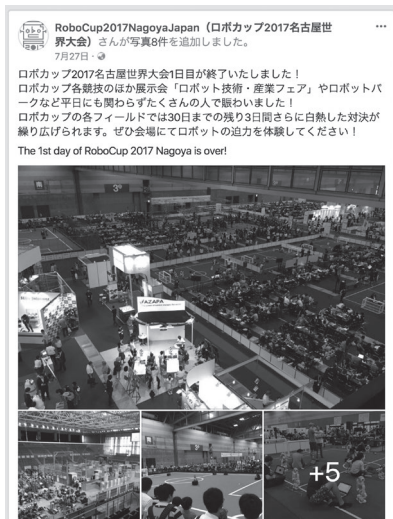 RoboCup2017NagoyaJapan（ロボカップ2017名古屋世
界大会）さんが写真8件を追加しました。
7月27日・
ロボカップ2017名古屋世界大会1日目が終了いたしました！
ロボカップ各競技のほか展示会「ロボット技術・産業フェア」やロボットパ
ークなど平日にも関わらずたくさんの人で賑わいました！
ロボカップの各フィールドでは30日までの残り3日間さらに白熱した対決が
繰り広げられます。ぜひ会場にてロボットの迫力を体験してください！
The 1st day of RoboCup 2017 Nagoya is over!
3
AZAPA
+5